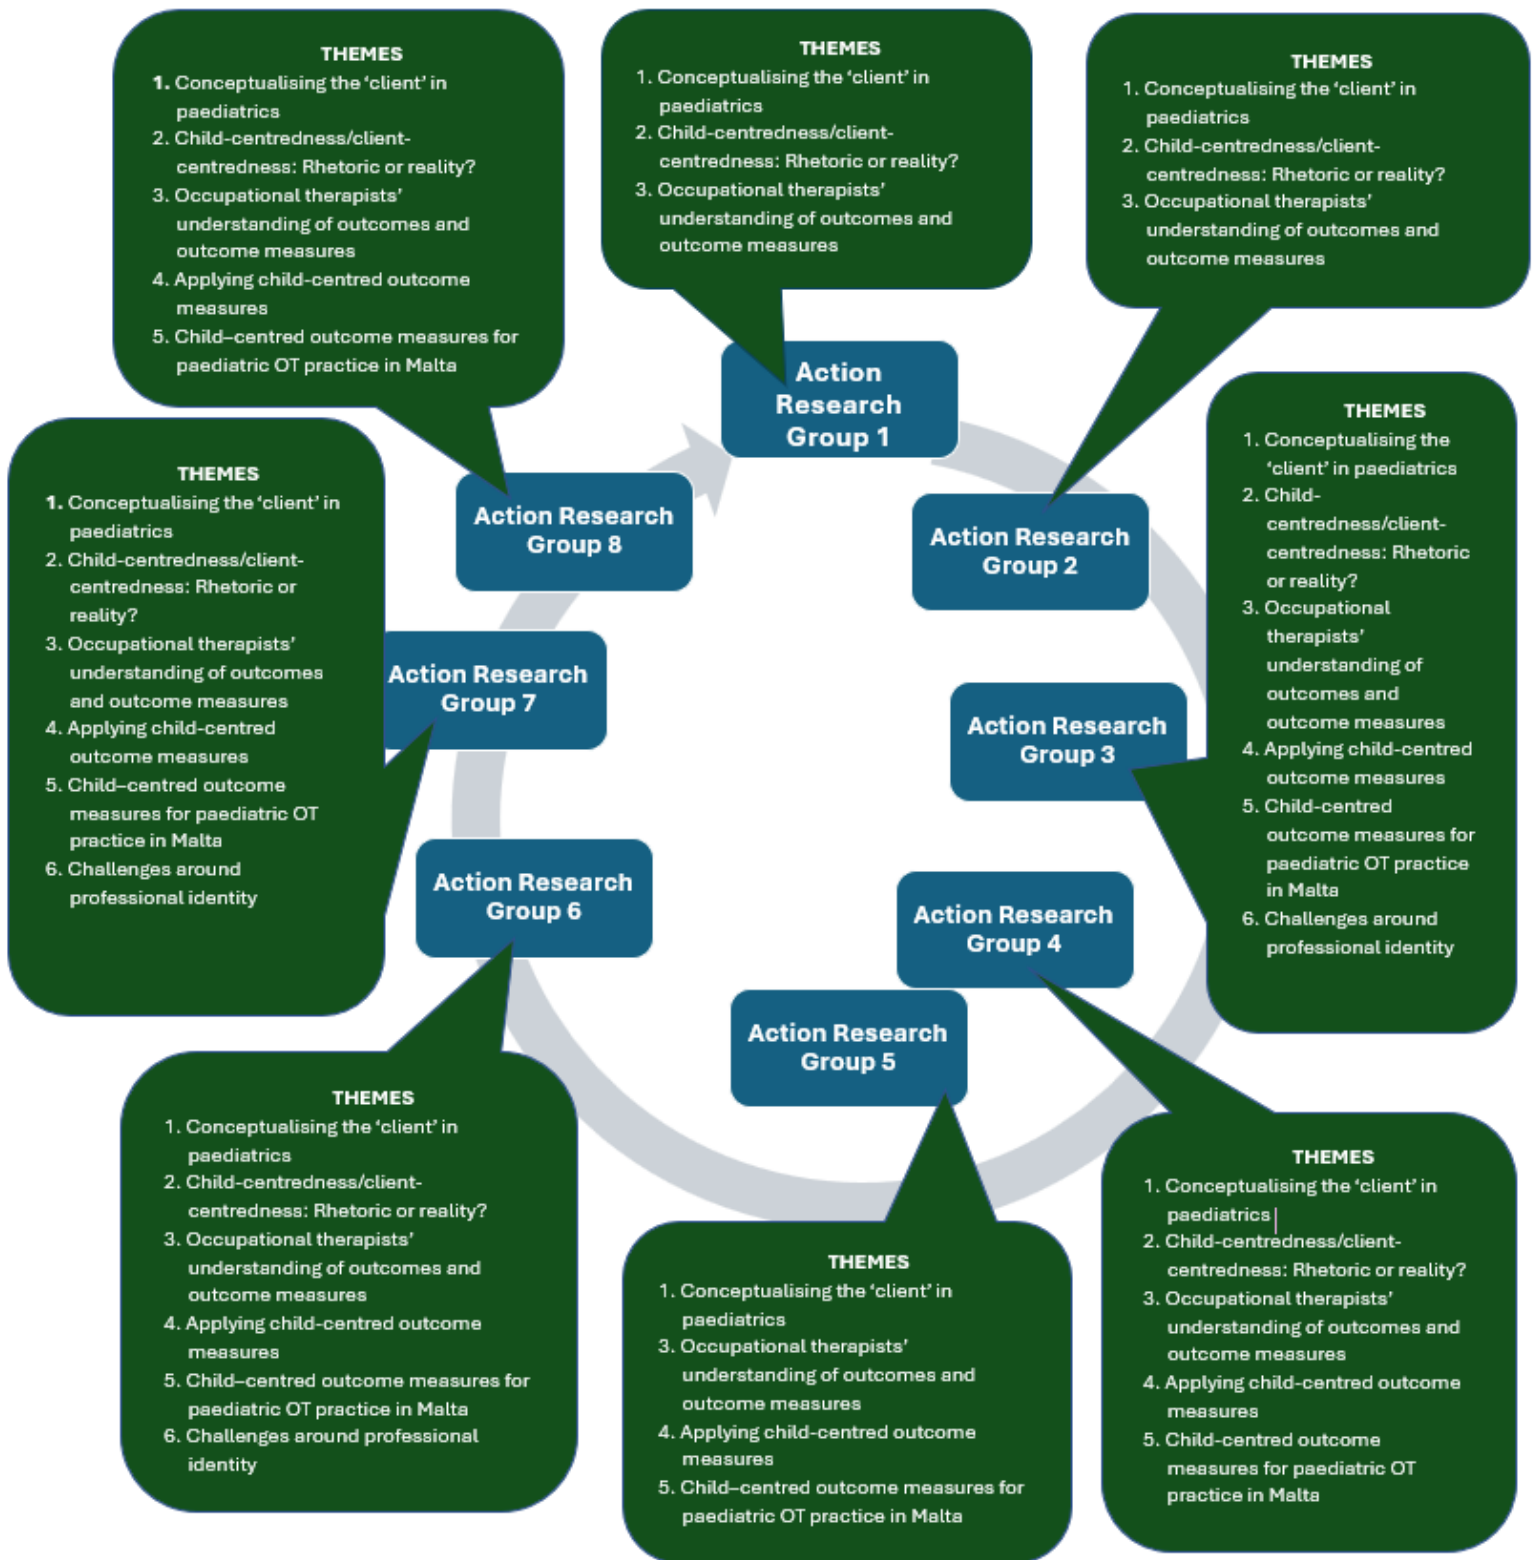 THEMES
1. Conceptualising the ‘client’ in
paediatrics
2. Child-centredness/client-
centredness: Rhetoric or reality?
3. Occupational therapists’
understanding of outcomes and
outcome measures
4. Applying child-centred outcome
measures
5. Child–centred outcome measures for
paediatric OT practice in Malta
THEMES
1. Conceptualising the ‘client’ in
paediatrics
2. Child-centredness/client-
centredness: Rhetoric or reality?
3. Occupational therapists’
understanding of outcomes and
outcome measures
THEMES
1. Conceptualising the ‘client’ in
paediatrics
2. Child-centredness/client-
centredness: Rhetoric or reality?
3. Occupational therapists’
understanding of outcomes and
outcome measures
Action
Research
Group 1
Action Research
Group 2
THEMES
1. Conceptualising the
‘client’ in paediatrics
2. Child-
centredness/client-
centredness: Rhetoric
or reality?
3. Occupational
therapists’
understanding of
outcomes and
outcome measures
4. Applying child-centred
outcome measures
5. Child-centred
outcome measures for
paediatric OT practice
in Malta
6. Challenges around
professional identity
Action Research
Group 3
Action Research
Group 4
THEMES
1. Conceptualising the ‘client’ in
paediatrics
2. Child-centredness/client-
centredness: Rhetoric or reality?
3. Occupational therapists’
understanding of outcomes and
outcome measures
4. Applying child-centred outcome
measures
5. Child-centred outcome
measures for paediatric OT
practice in Malta
Action Research
Group 5
THEMES
1. Conceptualising the ‘client’ in
paediatrics
3. Occupational therapists’
understanding of outcomes and
outcome measures
4. Applying child-centred outcome
measures
5. Child–centred outcome measures for
paediatric OT practice in Malta
Action Research
Group 6
THEMES
1. Conceptualising the ‘client’ in
paediatrics
2. Child-centredness/client-
centredness: Rhetoric or reality?
3. Occupational therapists’
understanding of outcomes and
outcome measures
4. Applying child-centred outcome
measures
5. Child–centred outcome measures for
paediatric OT practice in Malta
6. Challenges around professional
identity
Action Research
Group 7
THEMES
1. Conceptualising the ‘client’ in
paediatrics
2. Child-centredness/client-
centredness: Rhetoric or
reality?
3. Occupational therapists’
understanding of outcomes
and outcome measures
4. Applying child-centred
outcome measures
5. Child–centred outcome
measures for paediatric OT
practice in Malta
6. Challenges around
professional identity
Action Research
Group 8